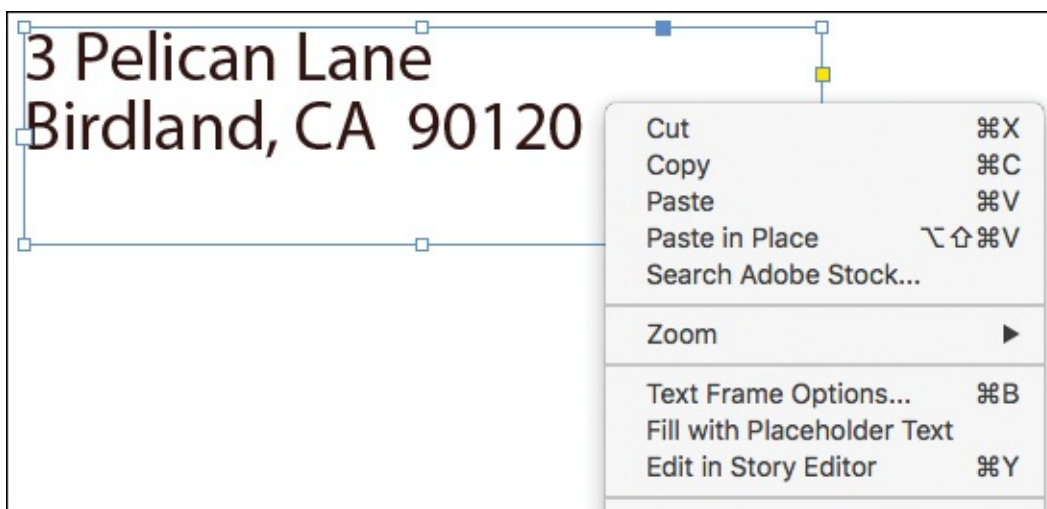 3 Pelican Lane
Birdland, CA  90120
Cut ⌘X
Copy ⌘C
Paste ⌘V
Paste in Place ⌥⇧⌘V
Search Adobe Stock...
Zoom ▶
Text Frame Options... ⌘B
Fill with Placeholder Text
Edit in Story Editor ⌘Y